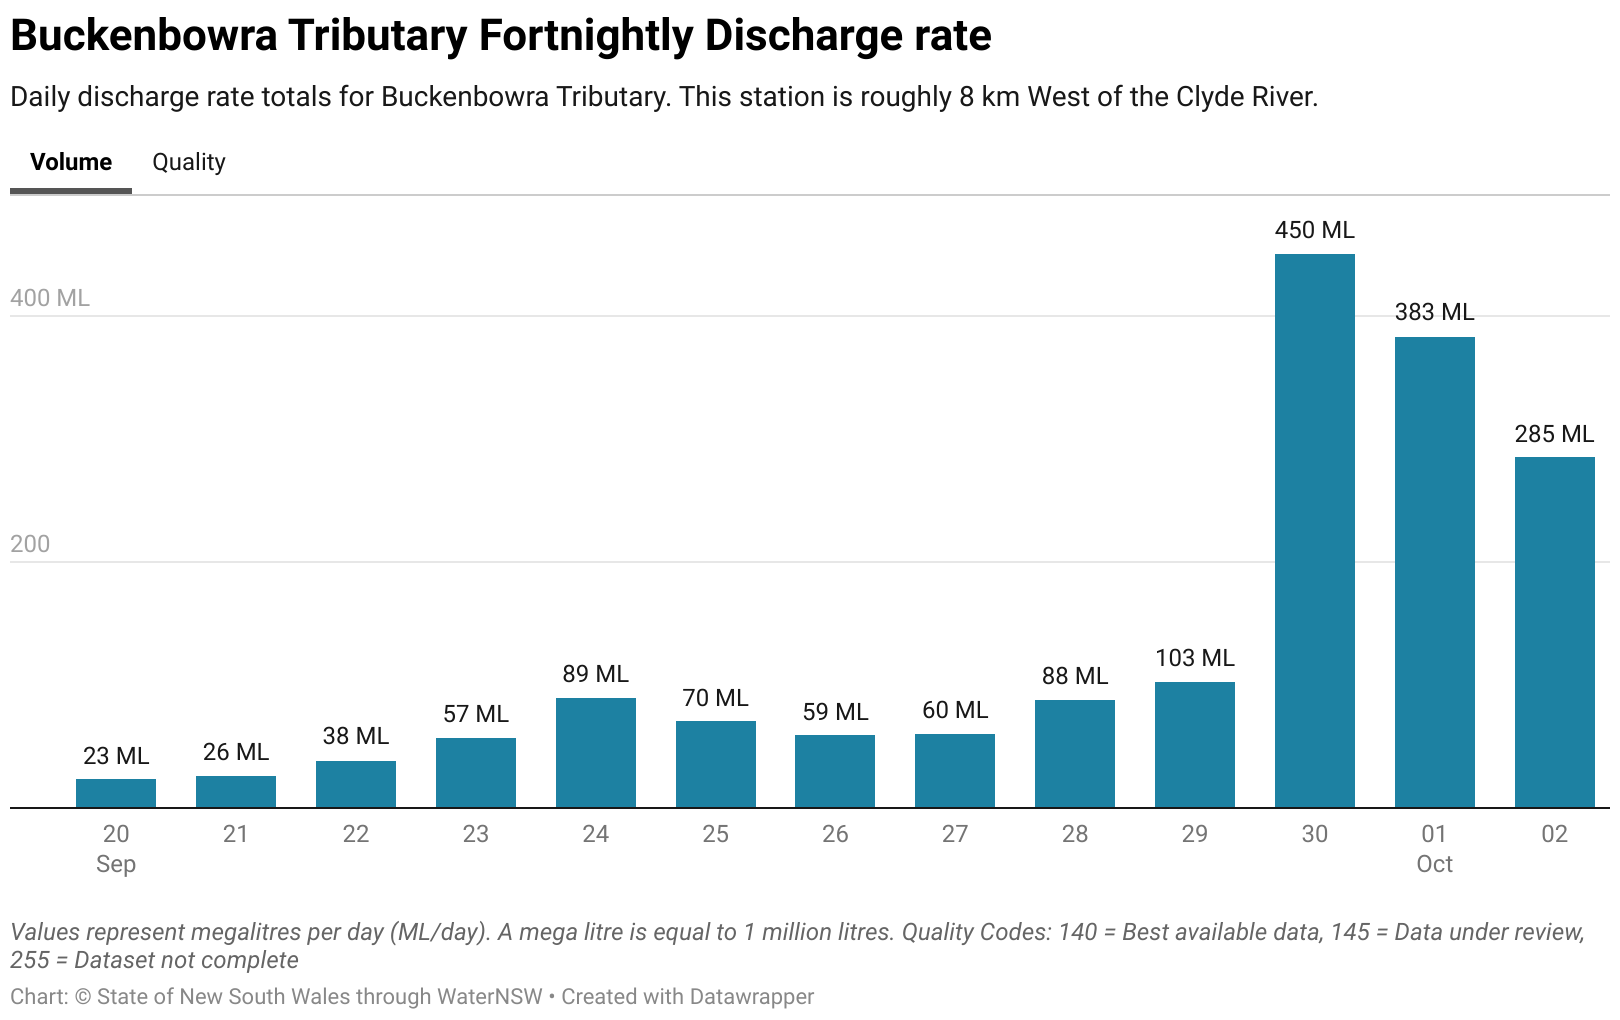 Buckenbowra Tributary Fortnightly Discharge rate
Daily discharge rate totals for Buckenbowra Tributary. This station is roughly 8 km West of the Clyde River.
Volume Quality
450 ML
400 ML
383 ML
285 ML
200
103 ML
89 ML
88 ML
70 ML
57 ML
59 ML
60 ML
38 ML
26 ML
23 ML
20 21 22 23 24 25 26 27 28 29 30 01 02
Sep Oct
Values represent megalitres per day (ML/day). A mega litre is equal to 1 million litres. Quality Codes: 140 = Best available data, 145 = Data under review,
255 = Dataset not complete
Chart: © State of New South Wales through WaterNSW • Created with Datawrapper